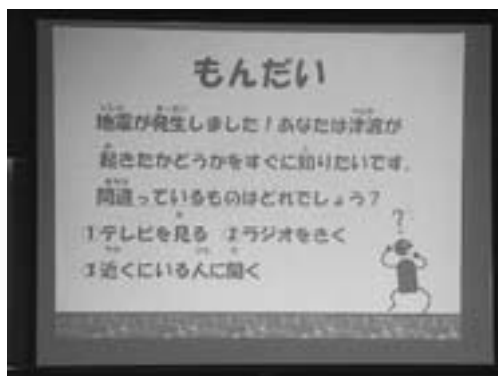 もんだい
地震が発生しました！あなたは津波が
起きたかどうかをすぐに知りたいです。
間違っているものはどれでしょう？
1テレビを見る 2ラジオをきく
3近くにいる人に聞く
?